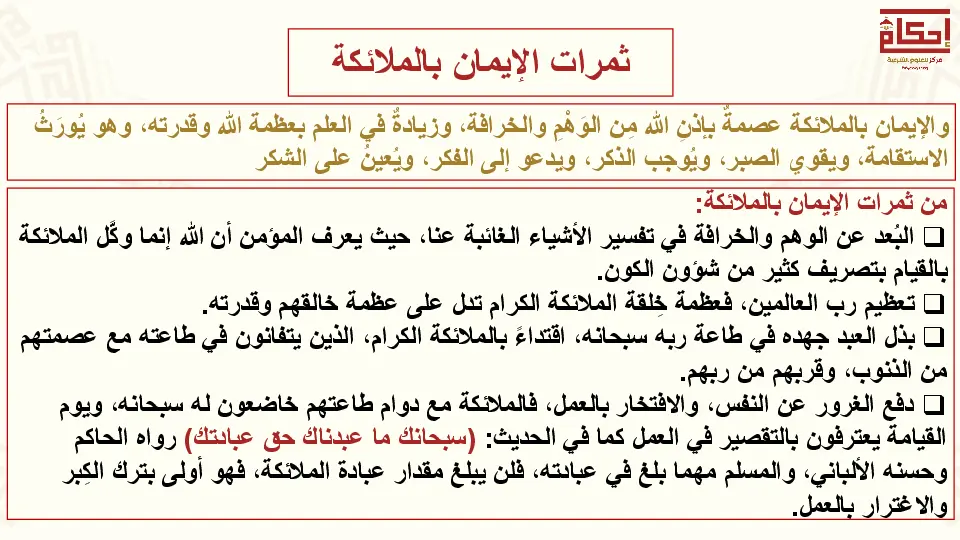 إحكام
مركز للعلوم الشرعية
ثمرات الإيمان بالملائكة
والإيمان بالملائكة عصمةٌ بإذنِ الله مِن الوَهْمِ والخرافة، وزيادةٌ في العلم بعظمة الله وقدرته، وهو يُورَثُ
الاستقامة، ويقوي الصبر، ويُوجب الذكر، ويدعو إلى الفكر، ويُعينُ على الشكر
من ثمرات الإيمان بالملائكة:
❑ البُعد عن الوهم والخرافة في تفسير الأشياء الغائبة عنا، حيث يعرف المؤمن أن الله إنما وكَّل الملائكة
بالقيام بتصريف كثير من شؤون الكون.
❑ تعظيم رب العالمين، فعظمة خِلقة الملائكة الكرام تدل على عظمة خالقهم وقدرته.
❑ بذل العبد جهده في طاعة ربه سبحانه، اقتداءً بالملائكة الكرام، الذين يتفانون في طاعته مع عصمتهم
من الذنوب، وقربهم من ربهم.
❑ دفع الغرور عن النفس، والافتخار بالعمل، فالملائكة مع دوام طاعتهم خاضعون له سبحانه، ويوم
القيامة يعترفون بالتقصير في العمل كما في الحديث: (سبحانك ما عبدناك حق عبادتك) رواه الحاكم
وحسنه الألباني، والمسلم مهما بلغ في عبادته، فلن يبلغ مقدار عبادة الملائكة، فهو أولى بترك الكِبر
والاغترار بالعمل.